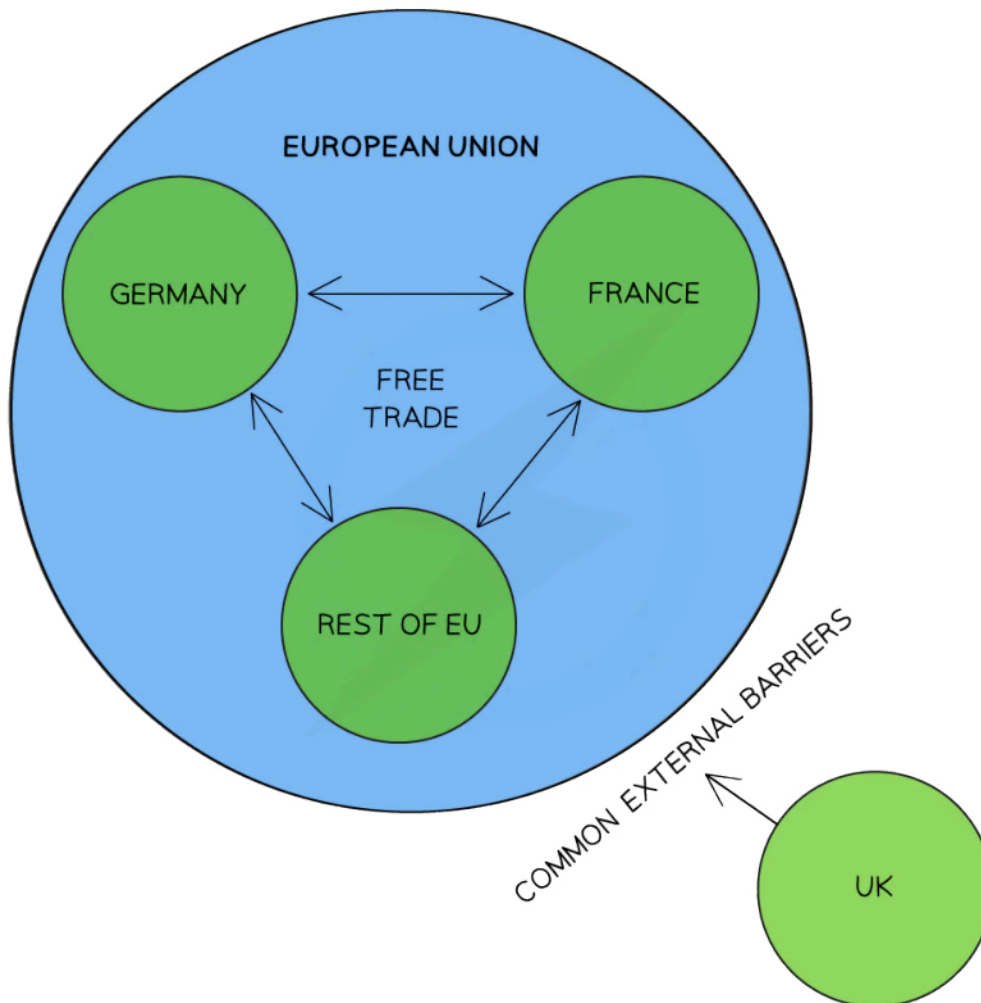 EUROPEAN UNION
GERMANY
FRANCE
FREE
TRADE
REST OF EU
COMMON EXTERNAL BARRIERS
UK